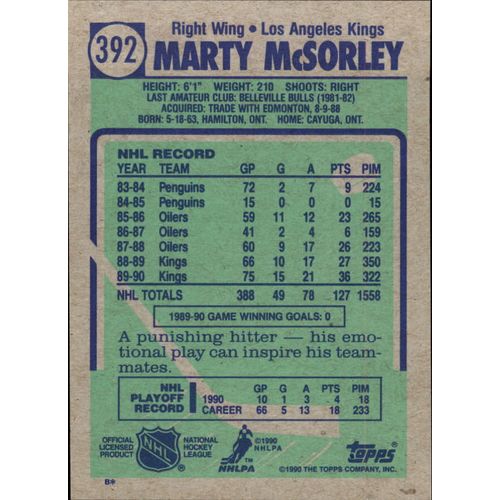 392
Right Wing • Los Angeles Kings
MARTY McSORLEY
HEIGHT: 6'1" WEIGHT: 210 SHOOTS: RIGHT
LAST AMATEUR CLUB: BELLEVILLE BULLS (1981-82)
ACQUIRED: TRADE WITH EDMONTON, 8-9-88
BORN: 5-18-63, HAMILTON, ONT. HOME: CAYUGA, ONT.
NHL RECORD
YEAR TEAM GP G A PTS PIM
83-84 Penguins 72 2 7 9 224
84-85 Penguins 15 0 0 0 15
85-86 Oilers 59 11 12 23 265
86-87 Oilers 41 2 4 6 159
87-88 Oilers 60 9 17 26 223
88-89 Kings 66 10 17 27 350
89-90 Kings 75 15 21 36 322
NHL TOTALS 388 49 78 127 1558
1989-90 GAME WINNING GOALS: 0
A punishing hitter — his emo-
tional play can inspire his team-
mates.
NHL PLAYOFF RECORD
GP G A PTS PIM
1990 10 1 3 4 18
CAREER 66 5 13 18 233
OFFICIAL
LICENSED
PRODUCT
NHL
NATIONAL
HOCKEY
LEAGUE
NHLPA
©1990
NHLPA
Topps
©1990 THE TOPPS COMPANY, INC.
B*